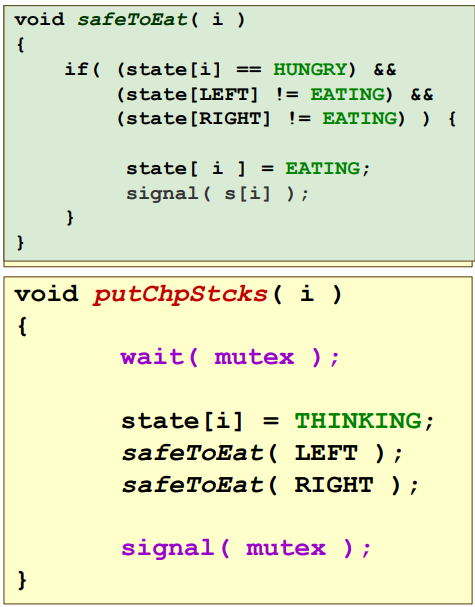 void safeToEat( i )
{
if( (state[i] == HUNGRY) &&
(state[LEFT] != EATING) &&
(state[RIGHT] != EATING) ) {
state[ i ] = EATING;
signal( s[i] );
}
}
void putChpStcks( i )
{
wait( mutex );
state[i] = THINKING;
safeToEat( LEFT );
safeToEat( RIGHT );
signal( mutex );
}